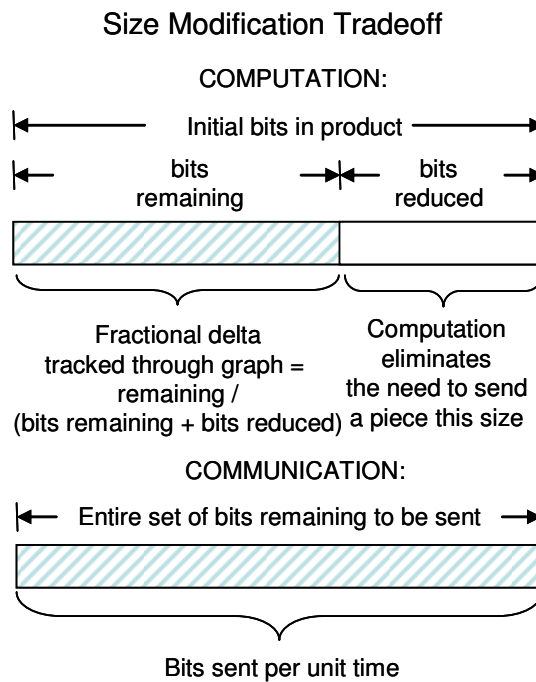 Size Modification Tradeoff
COMPUTATION:
Initial bits in product
bits
remaining
bits
reduced
Fractional delta
tracked through graph =
remaining /
(bits remaining + bits reduced)
Computation
eliminates
the need to send
a piece this size
COMMUNICATION:
Entire set of bits remaining to be sent
Bits sent per unit time